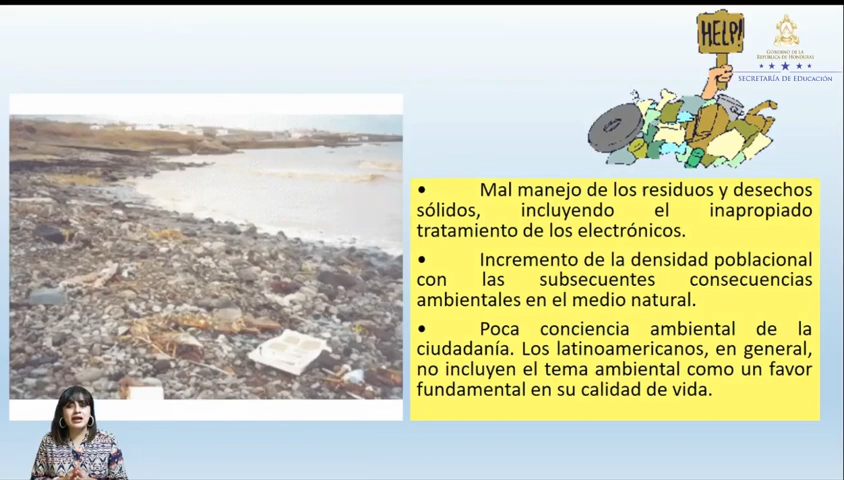 HELP!
GOBIERNO DE LA
REPÚBLICA DE HONDURAS
SECRETARÍA DE EDUCACIÓN
• Mal manejo de los residuos y desechos
sólidos, incluyendo el inapropiado
tratamiento de los electrónicos.
• Incremento de la densidad poblacional
con las subsecuentes consecuencias
ambientales en el medio natural.
• Poca conciencia ambiental de la
ciudadanía. Los latinoamericanos, en general,
no incluyen el tema ambiental como un favor
fundamental en su calidad de vida.